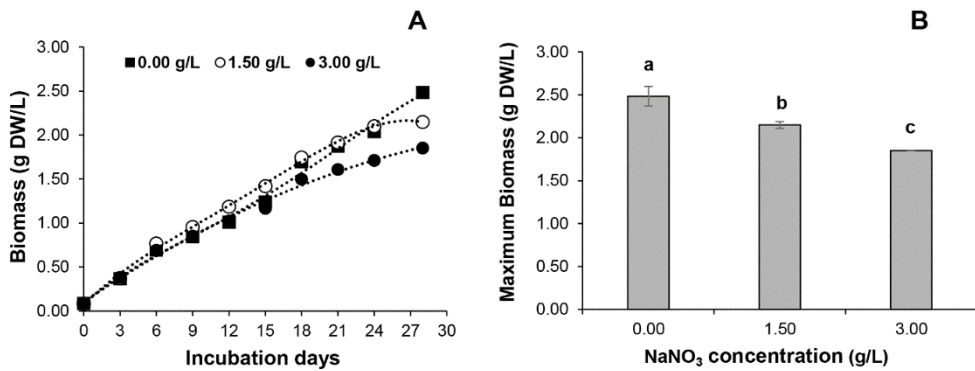 A
3.00
■ 0.00 g/L ○ 1.50 g/L ● 3.00 g/L
2.50
2.00
1.50
1.00
0.50
0.00
0 3 6 9 12 15 18 21 24 27 30
Biomass (g DW/L)
Incubation days
B
3.00
2.50
2.00
1.50
1.00
0.50
0.00
a
b
c
0.00 1.50 3.00
Maximum Biomass (g DW/L)
NaNO₃ concentration (g/L)